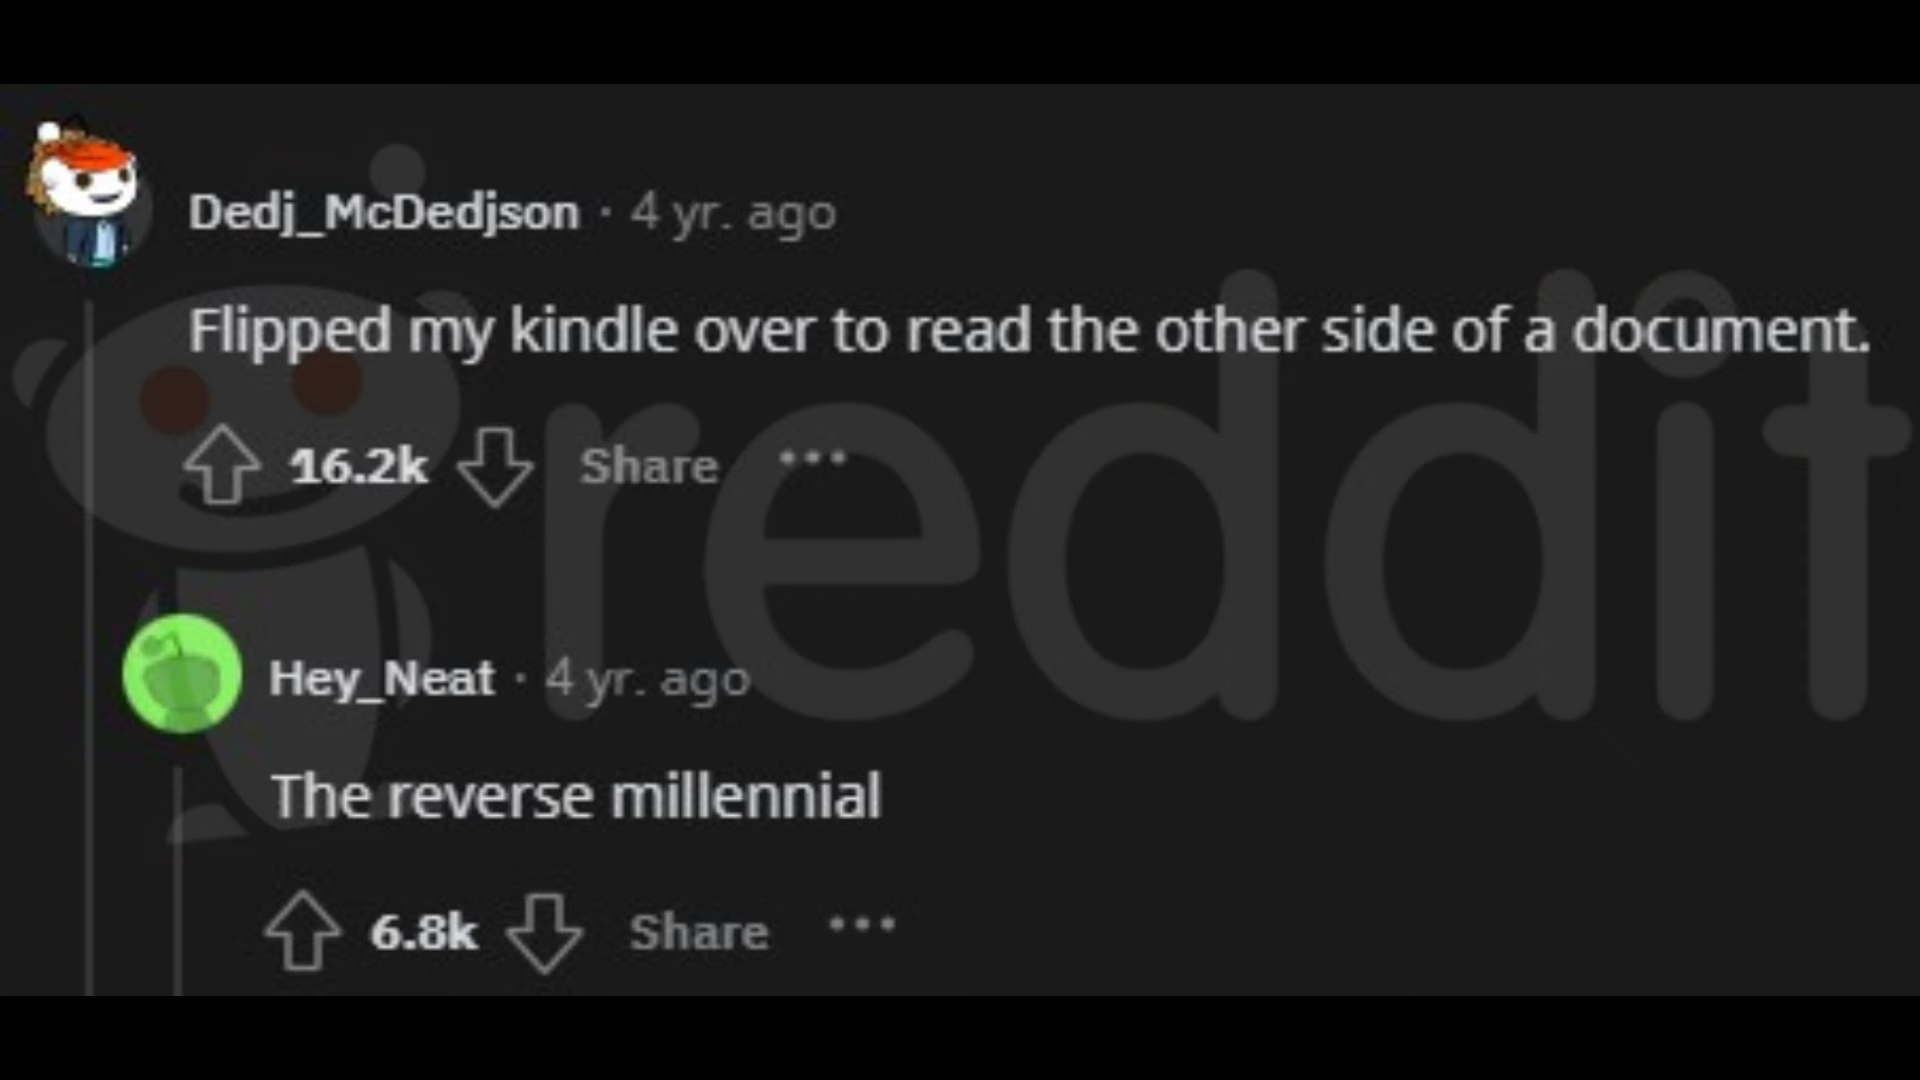 Dedj_McDedjson · 4 yr. ago
Flipped my kindle over to read the other side of a document.
16.2k Share ...
reddit
Hey_Neat · 4 yr. ago
The reverse millennial
6.8k Share ...